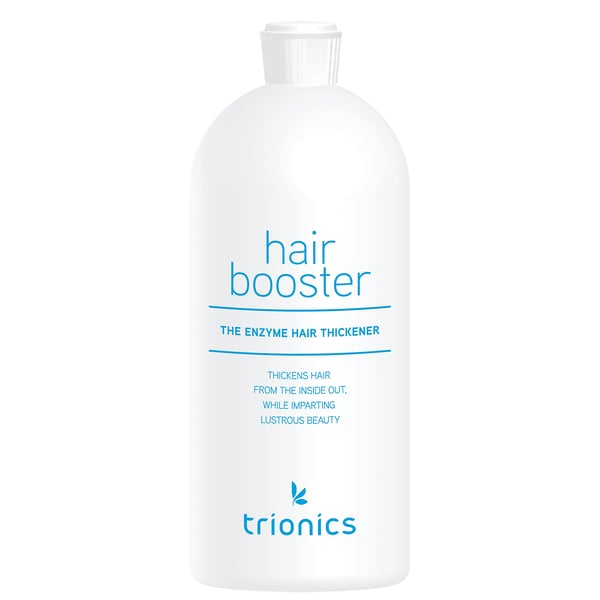 hair
booster
THE ENZYME HAIR THICKENER
THICKENS HAIR
FROM THE INSIDE OUT,
WHILE IMPARTING
LUSTROUS BEAUTY
trionics